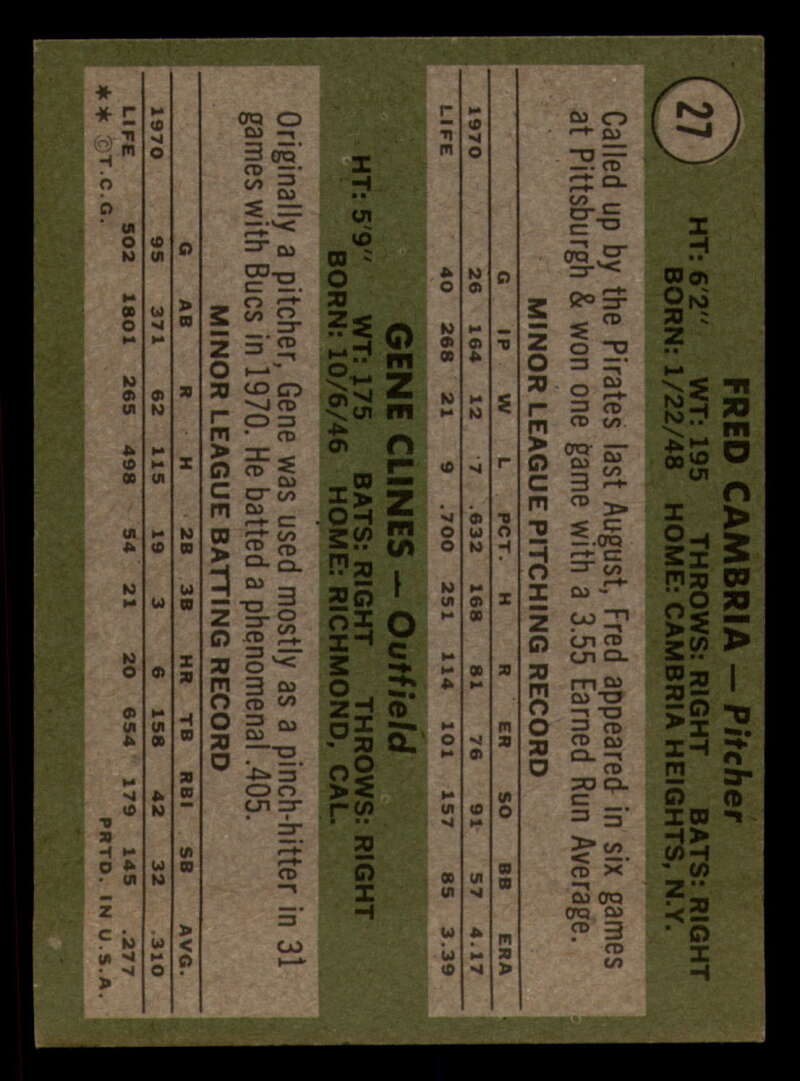 27
FRED CAMBRIA — Pitcher
HT: 6'2" WT: 195 THROWS: RIGHT BATS: RIGHT
BORN: 1/22/48 HOME: CAMBRIA HEIGHTS, N.Y.
Called up by the Pirates last August, Fred appeared in six games
at Pittsburgh & won one game with a 3.55 Earned Run Average.
MINOR LEAGUE PITCHING RECORD
G IP W L PCT. H R ER SO BB ERA
1970 26 164 12 7 .632 168 81 76 91 57 4.17
LIFE 40 268 21 9 .700 251 114 101 157 85 3.39
GENE CLINES — Outfield
HT: 5'9" WT: 175 BATS: RIGHT THROWS: RIGHT
BORN: 10/6/46 HOME: RICHMOND, CAL.
Originally a pitcher, Gene was used mostly as a pinch-hitter in 31
games with Bucs in 1970. He batted a phenomenal .405.
MINOR LEAGUE BATTING RECORD
G AB R H 2B 3B HR TB RBI SB AVG.
1970 95 371 62 115 19 3 6 158 42 32 .310
LIFE 502 1801 265 498 54 21 20 654 179 145 .277
** ©T.C.G. PRTD. IN U.S.A.